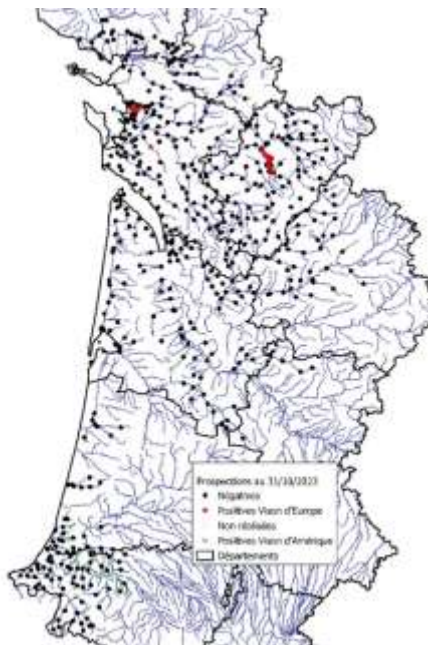 Prospections au 31/10/2023
Négatives
Positives Vison d'Europe
Non réalisées
Positives Vison d'Amérique
Départements